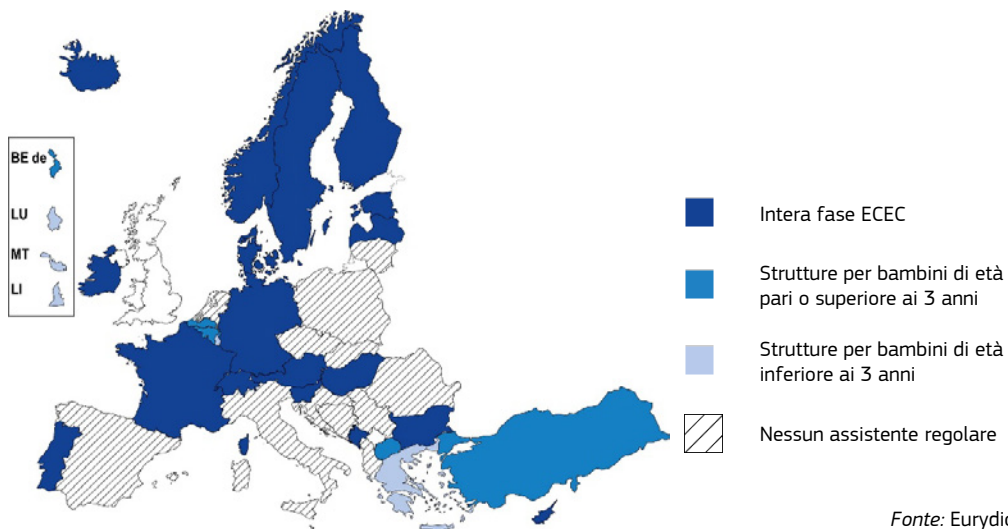 BE de
LU
MT
LI
Intera fase ECEC
Strutture per bambini di età
pari o superiore ai 3 anni
Strutture per bambini di età
inferiore ai 3 anni
Nessun assistente regolare
Fonte: Eurydic